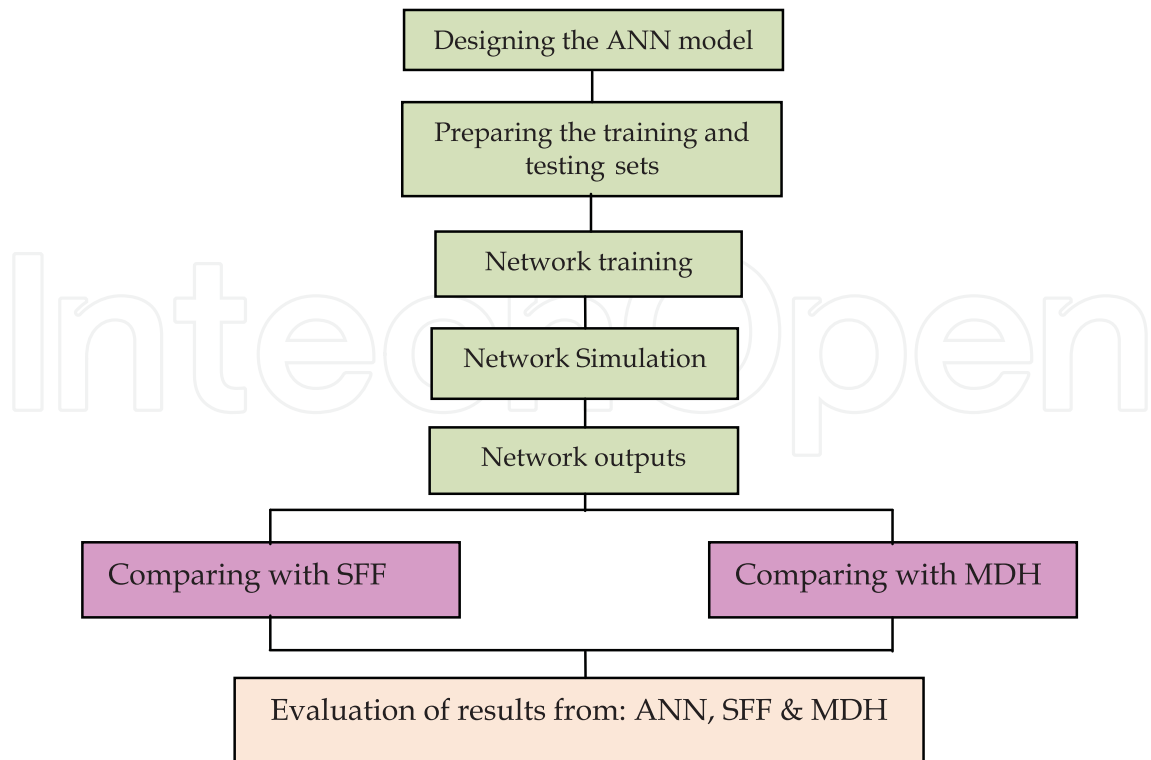 Designing the ANN model
Preparing the training and
testing sets
Network training
IntechOpen
Network Simulation
Network outputs
Comparing with SFF
Comparing with MDH
Evaluation of results from: ANN, SFF & MDH